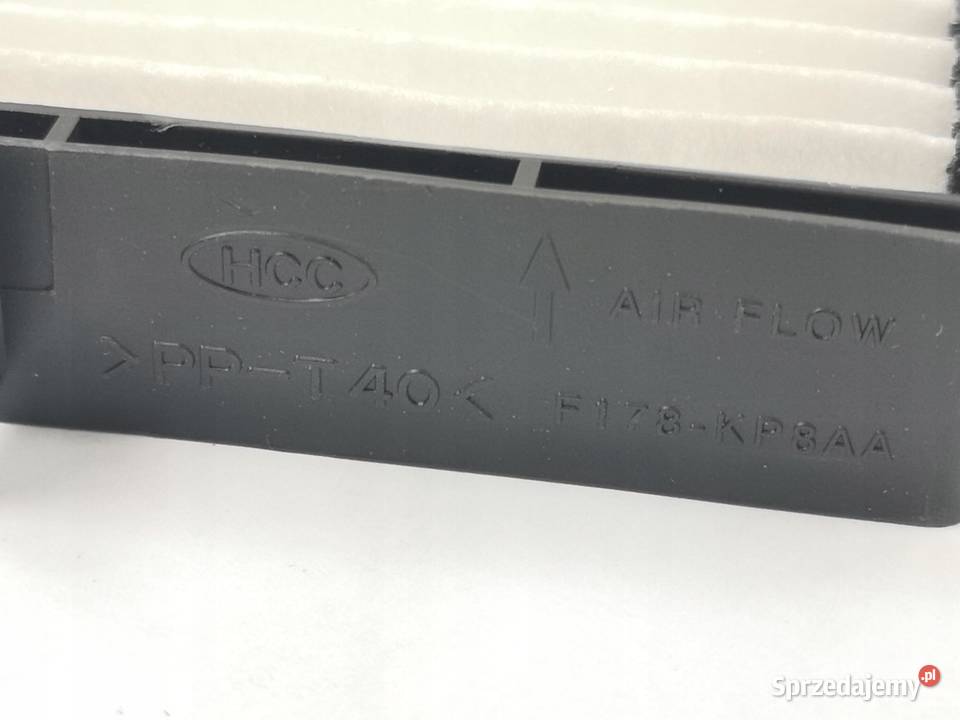 HCC
AIR FLOW
>PP-T40<
F178-KP8AA
Sprzedajemy.pl